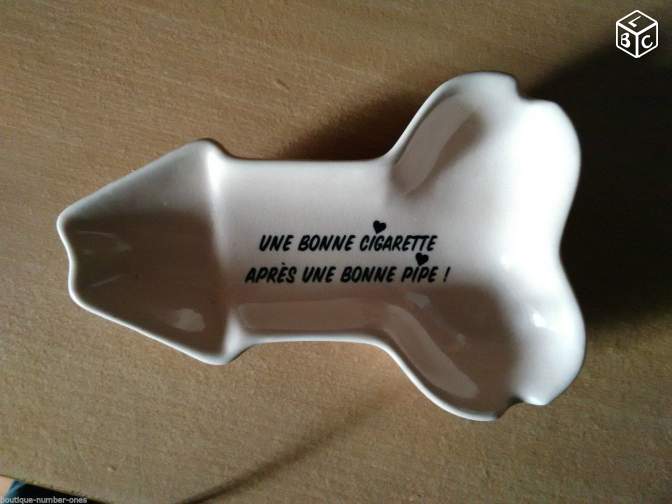 L
B C
UNE BONNE CIGARETTE
APRÈS UNE BONNE PIPE !
boutique-number-ones